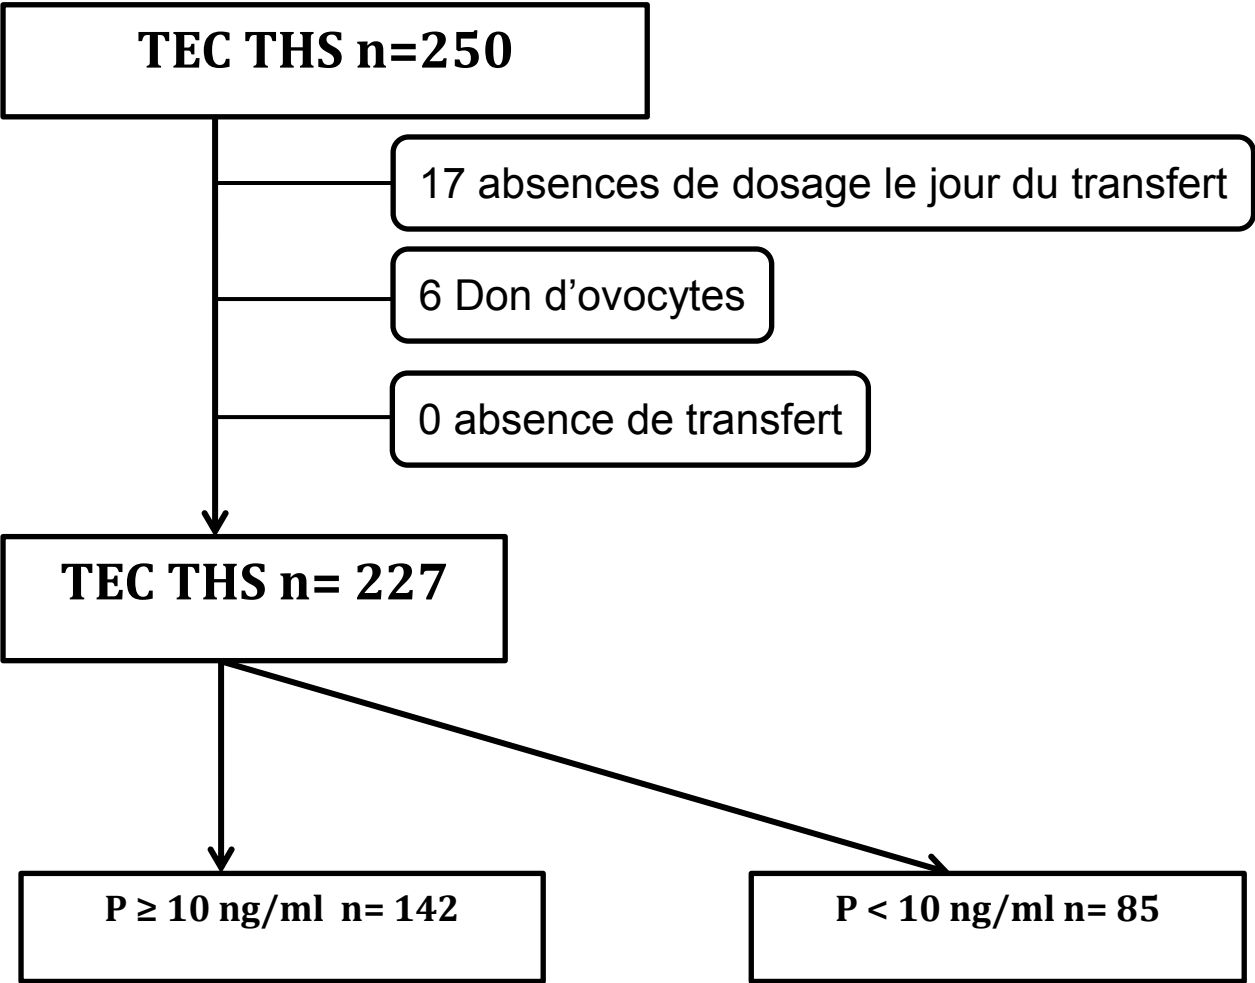 TEC THS n=250
17 absences de dosage le jour du transfert
6 Don d’ovocytes
0 absence de transfert
TEC THS n= 227
P ≥ 10 ng/ml  n= 142
P < 10 ng/ml n= 85